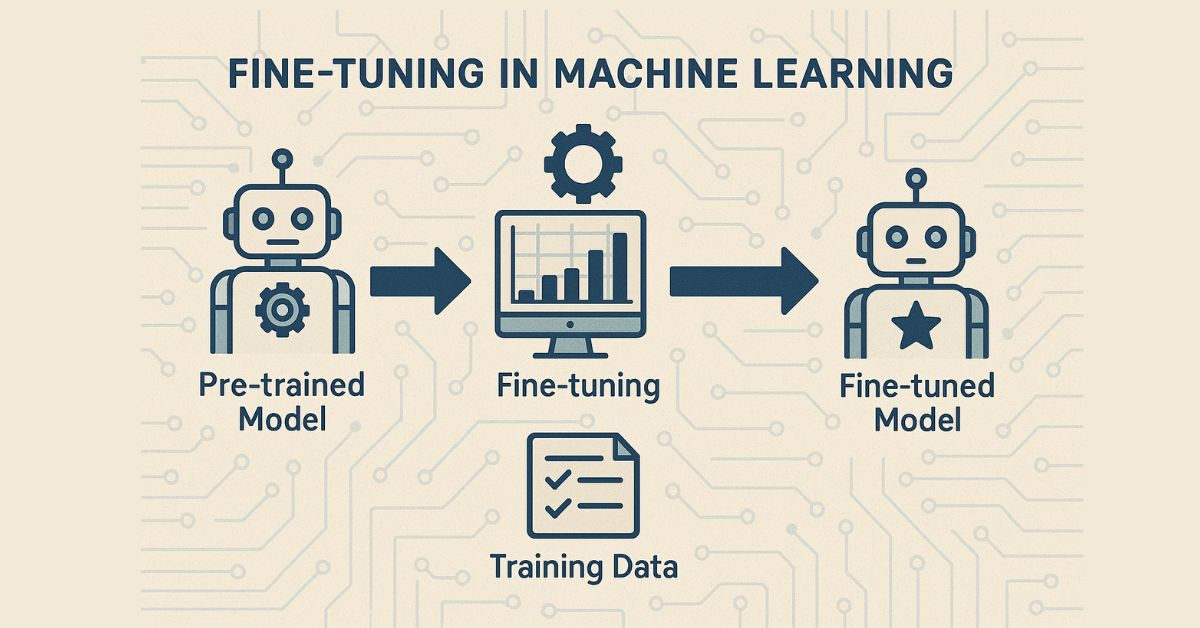 FINE-TUNING IN MACHINE LEARNING
Pre-trained
Model
Fine-tuning
Fine-tuned
Model
Training Data